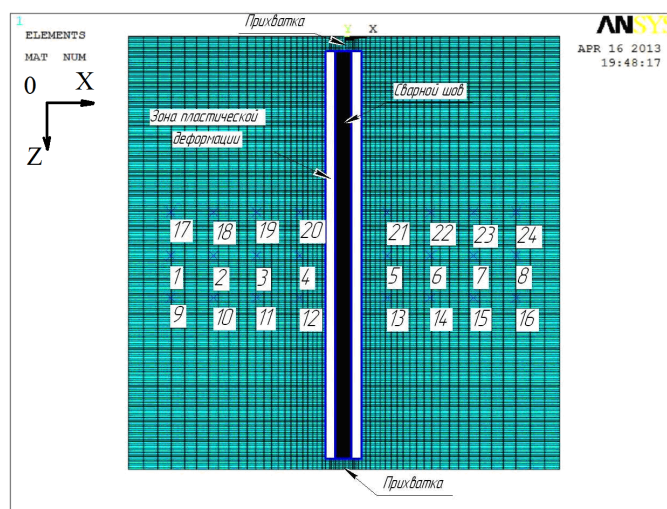 1
ELEMENTS
MAT NUM
Прихватка
Y X
ANSYS
APR 16 2013
19:48:17
0 X
Z
Сварной шов
Зона пластической
деформации
17 18 19 20 21 22 23 24
1 2 3 4 5 6 7 8
9 10 11 12 13 14 15 16
Прихватка